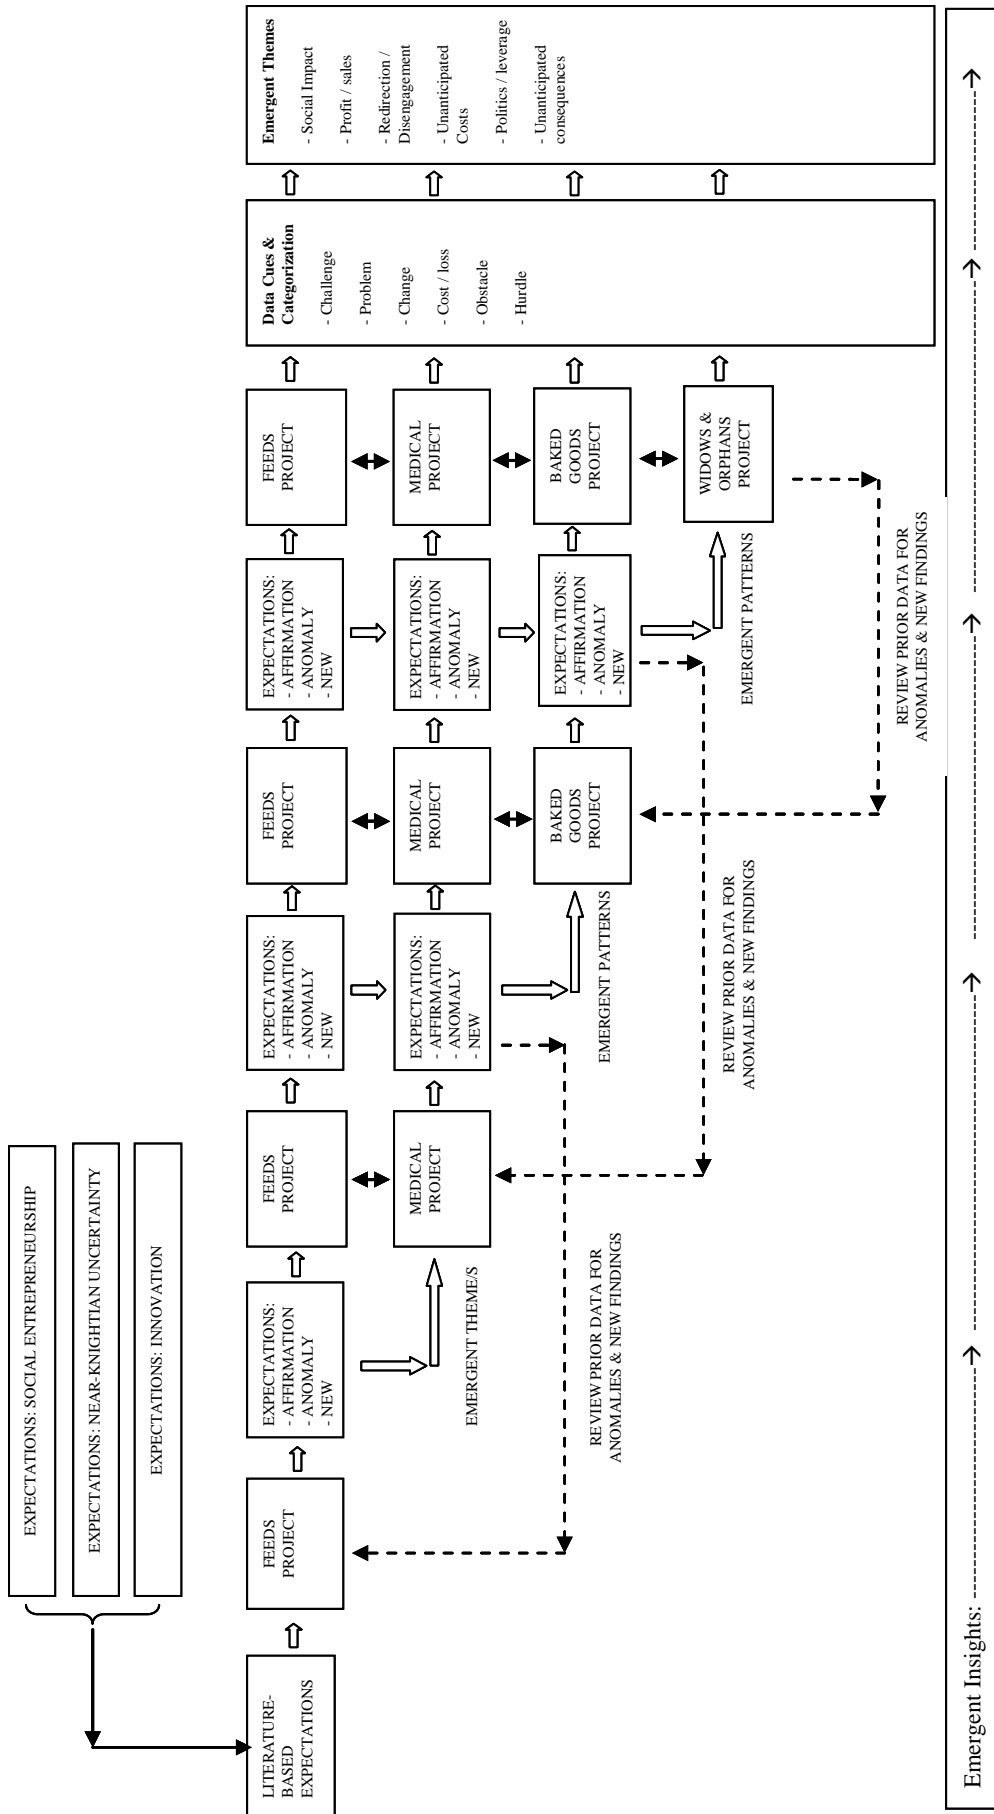 EXPECTATIONS: SOCIAL ENTREPRENEURSHIP
EXPECTATIONS: NEAR-KNIGHTIAN UNCERTAINTY
EXPECTATIONS: INNOVATION
LITERATURE-
BASED
EXPECTATIONS
FEEDS
PROJECT
EXPECTATIONS:
- AFFIRMATION
- ANOMALY
- NEW
FEEDS
PROJECT
EXPECTATIONS:
- AFFIRMATION
- ANOMALY
- NEW
FEEDS
PROJECT
EXPECTATIONS:
- AFFIRMATION
- ANOMALY
- NEW
FEEDS
PROJECT
EMERGENT THEME/S
MEDICAL
PROJECT
EXPECTATIONS:
- AFFIRMATION
- ANOMALY
- NEW
MEDICAL
PROJECT
EXPECTATIONS:
- AFFIRMATION
- ANOMALY
- NEW
MEDICAL
PROJECT
REVIEW PRIOR DATA FOR
ANOMALIES & NEW FINDINGS
EMERGENT PATTERNS
BAKED
GOODS
PROJECT
EXPECTATIONS:
- AFFIRMATION
- ANOMALY
- NEW
BAKED
GOODS
PROJECT
REVIEW PRIOR DATA FOR
ANOMALIES & NEW FINDINGS
EMERGENT PATTERNS
WIDOWS &
ORPHANS
PROJECT
REVIEW PRIOR DATA FOR
ANOMALIES & NEW FINDINGS
Data Cues &
Categorization
- Challenge
- Problem
- Change
- Cost / loss
- Obstacle
- Hurdle
Emergent Themes
- Social Impact
- Profit / sales
- Redirection /
Disengagement
- Unanticipated
Costs
- Politics / leverage
- Unanticipated
consequences
Emergent Insights: